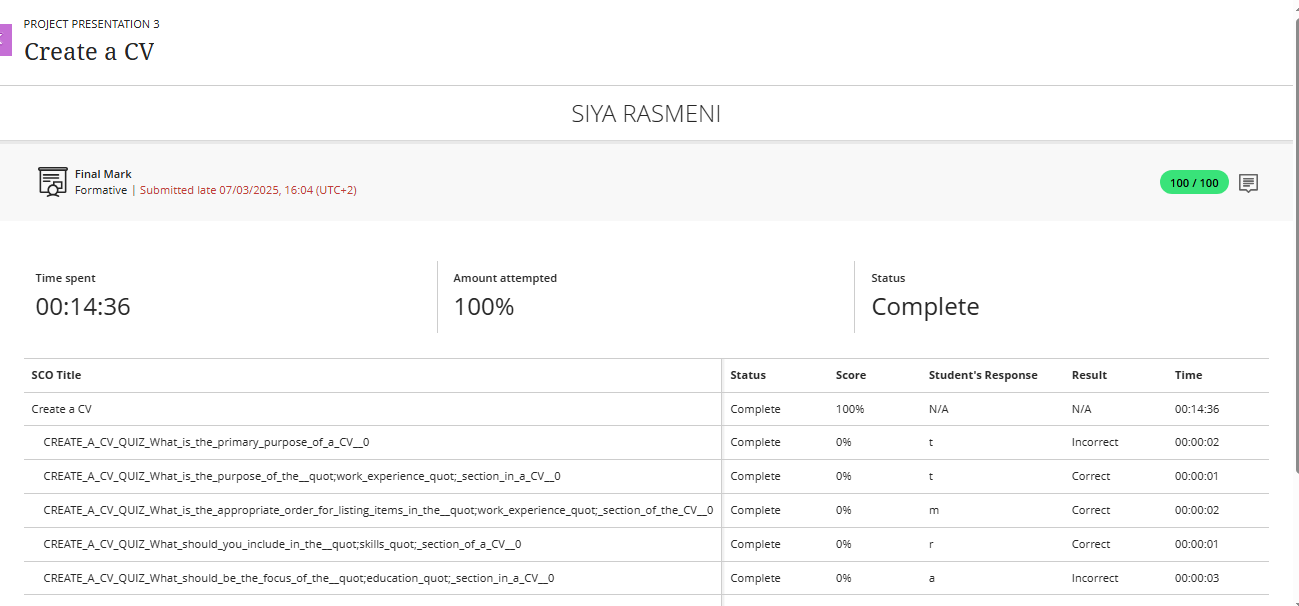 PROJECT PRESENTATION 3
Create a CV
SIYA RASMENI
Final Mark
Formative | Submitted late 07/03/2025, 16:04 (UTC+2)
100 / 100
Time spent
00:14:36
Amount attempted
100%
Status
Complete
SCO Title Status Score Student's Response Result Time
Create a CV Complete 100% N/A N/A 00:14:36
CREATE_A_CV_QUIZ_What_is_the_primary_purpose_of_a_CV__0 Complete 0% t Incorrect 00:00:02
CREATE_A_CV_QUIZ_What_is_the_purpose_of_the__quot;work_experience_quot;_section_in_a_CV__0 Complete 0% t Correct 00:00:01
CREATE_A_CV_QUIZ_What_is_the_appropriate_order_for_listing_items_in_the__quot;work_experience_quot;_section_of_the_CV__0 Complete 0% m Correct 00:00:02
CREATE_A_CV_QUIZ_What_should_you_include_in_the__quot;skills_quot;_section_of_a_CV__0 Complete 0% r Correct 00:00:01
CREATE_A_CV_QUIZ_What_should_be_the_focus_of_the__quot;education_quot;_section_in_a_CV__0 Complete 0% a Incorrect 00:00:03